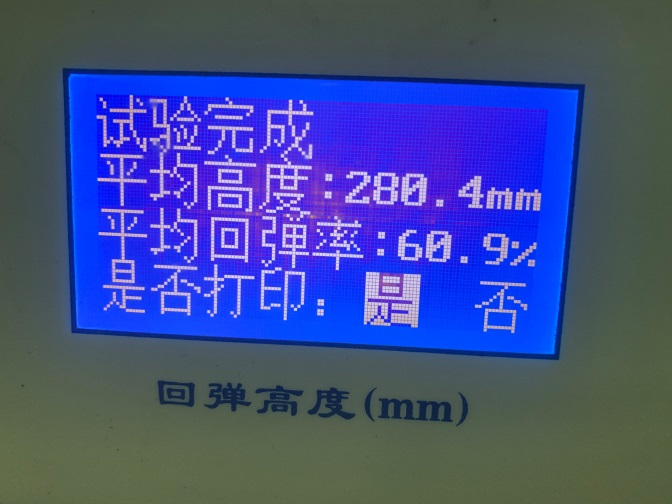 试验完成
平均高度:280.4mm
平均回弹率:60.9%
是否打印: 是 否
回弹高度(mm)